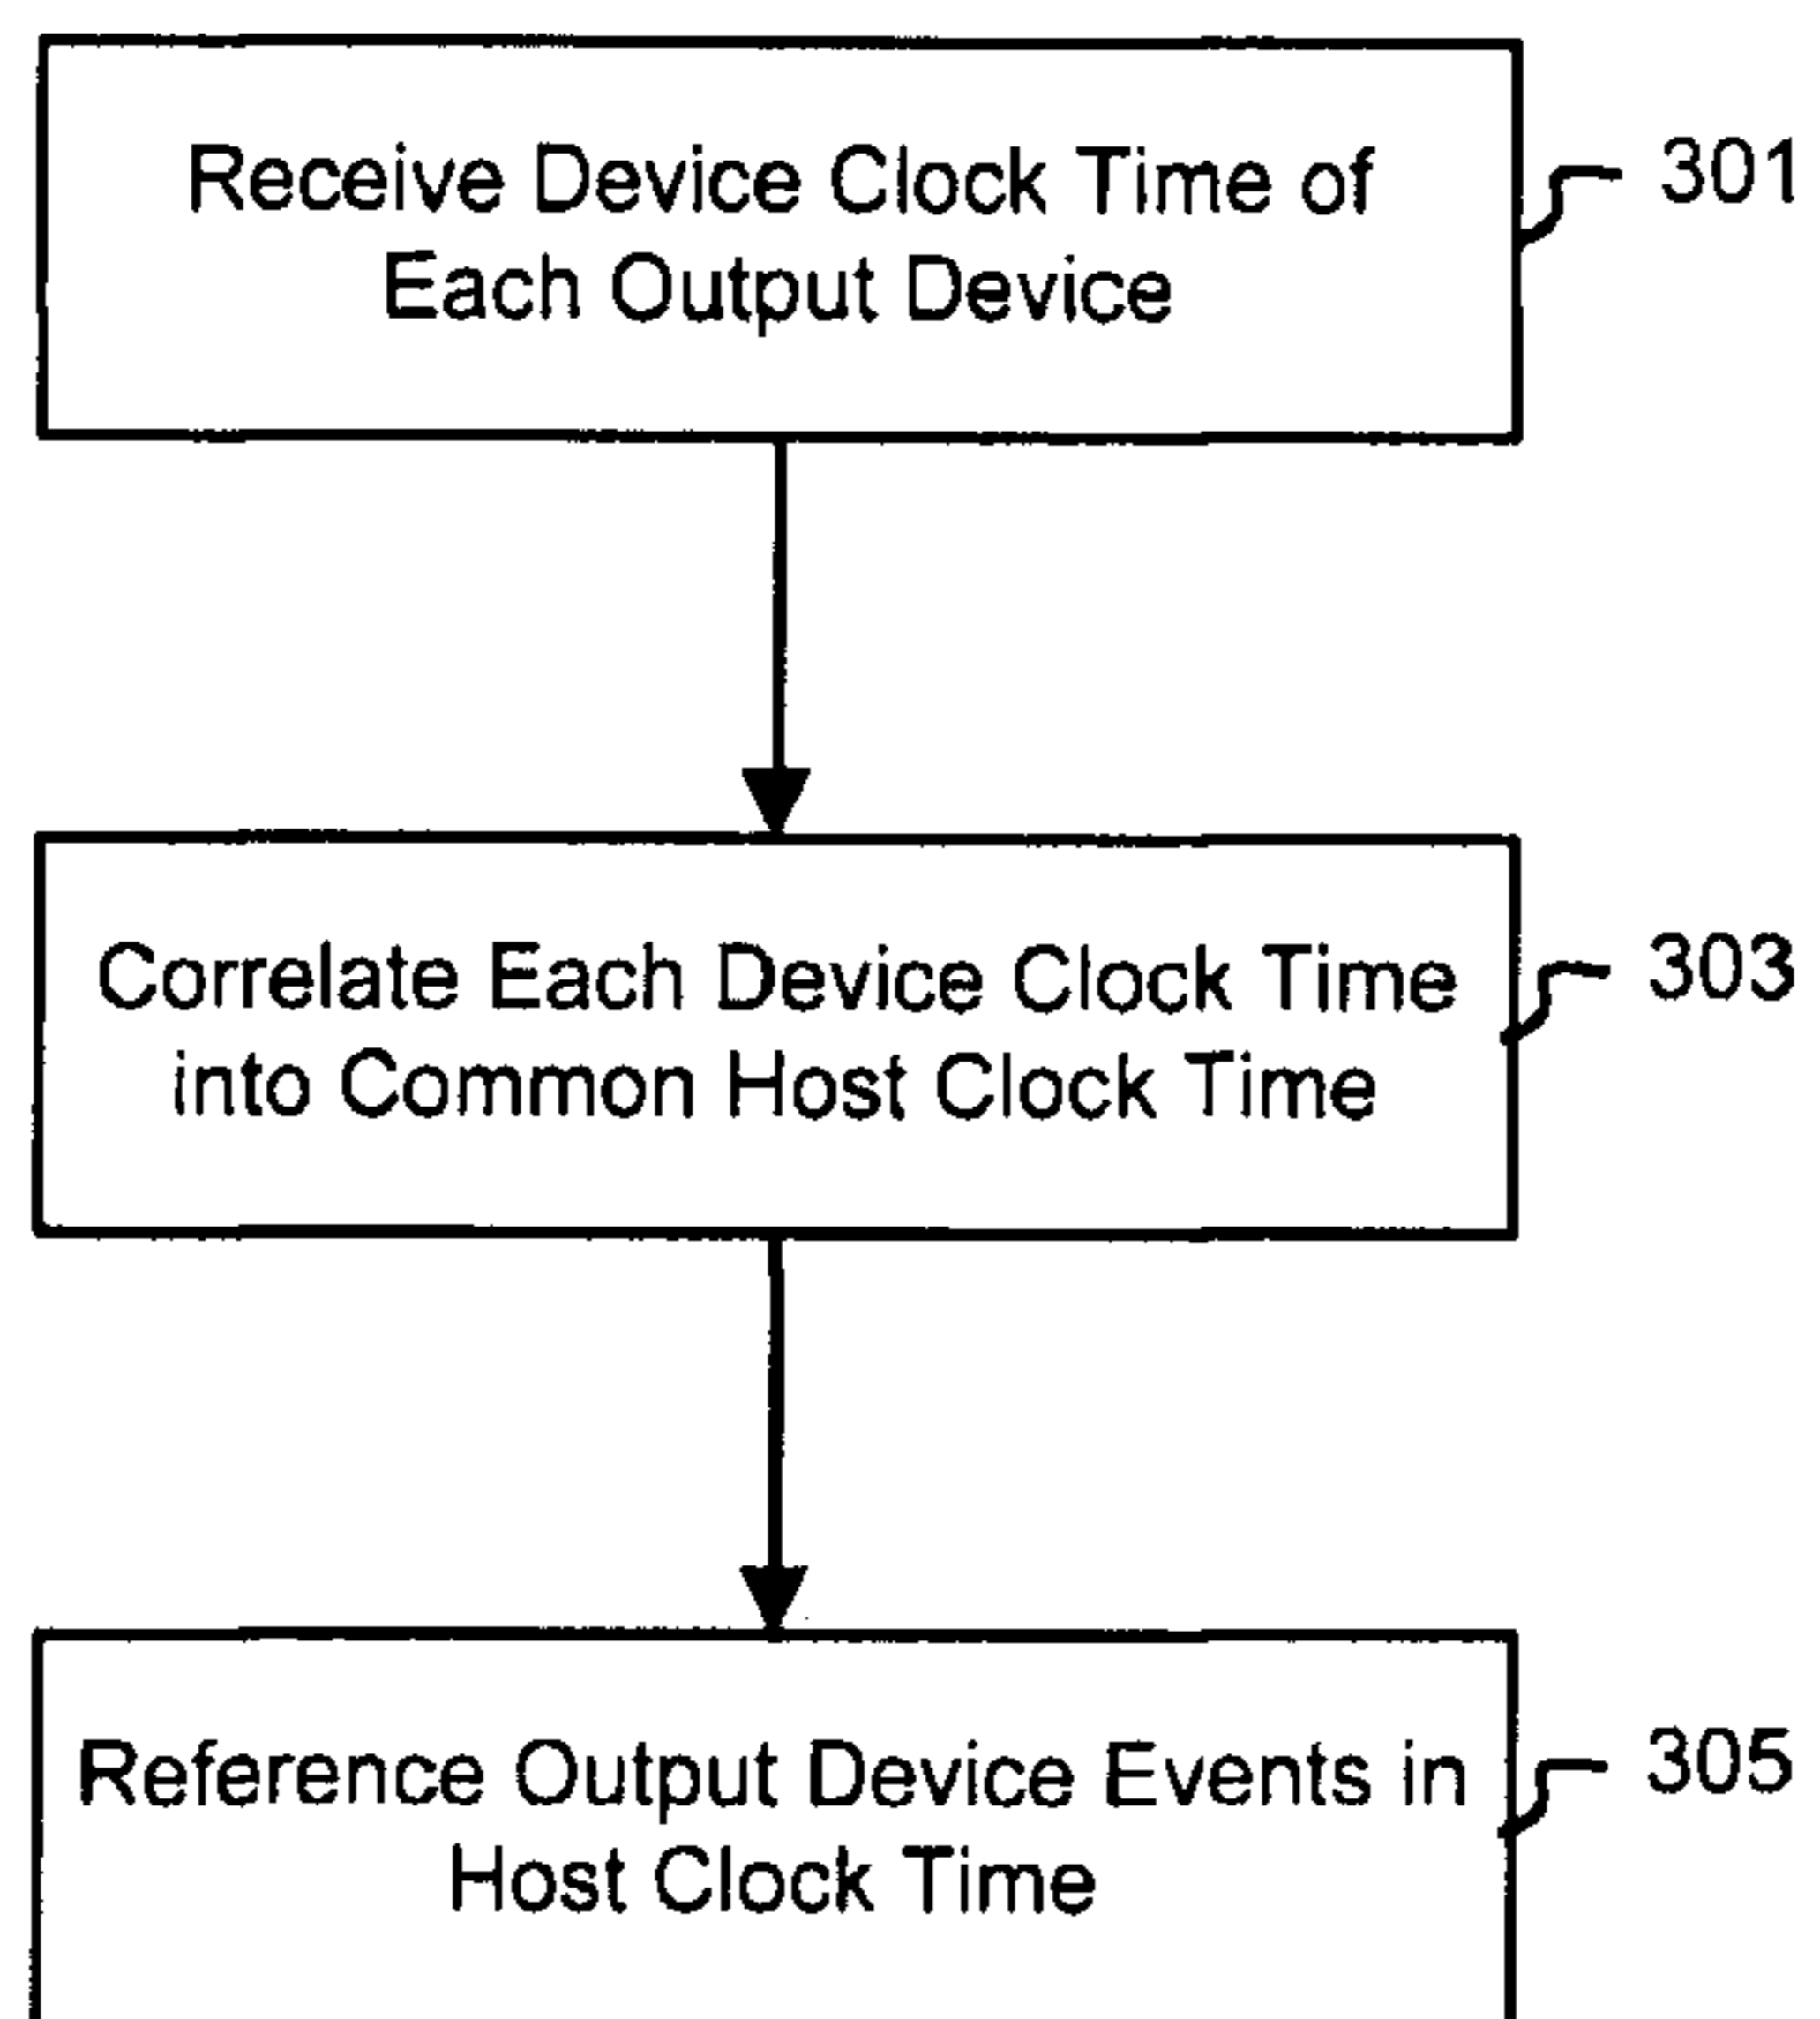 Receive Device Clock Time of
Each Output Device
301
Correlate Each Device Clock Time
into Common Host Clock Time
303
Reference Output Device Events in
Host Clock Time
305